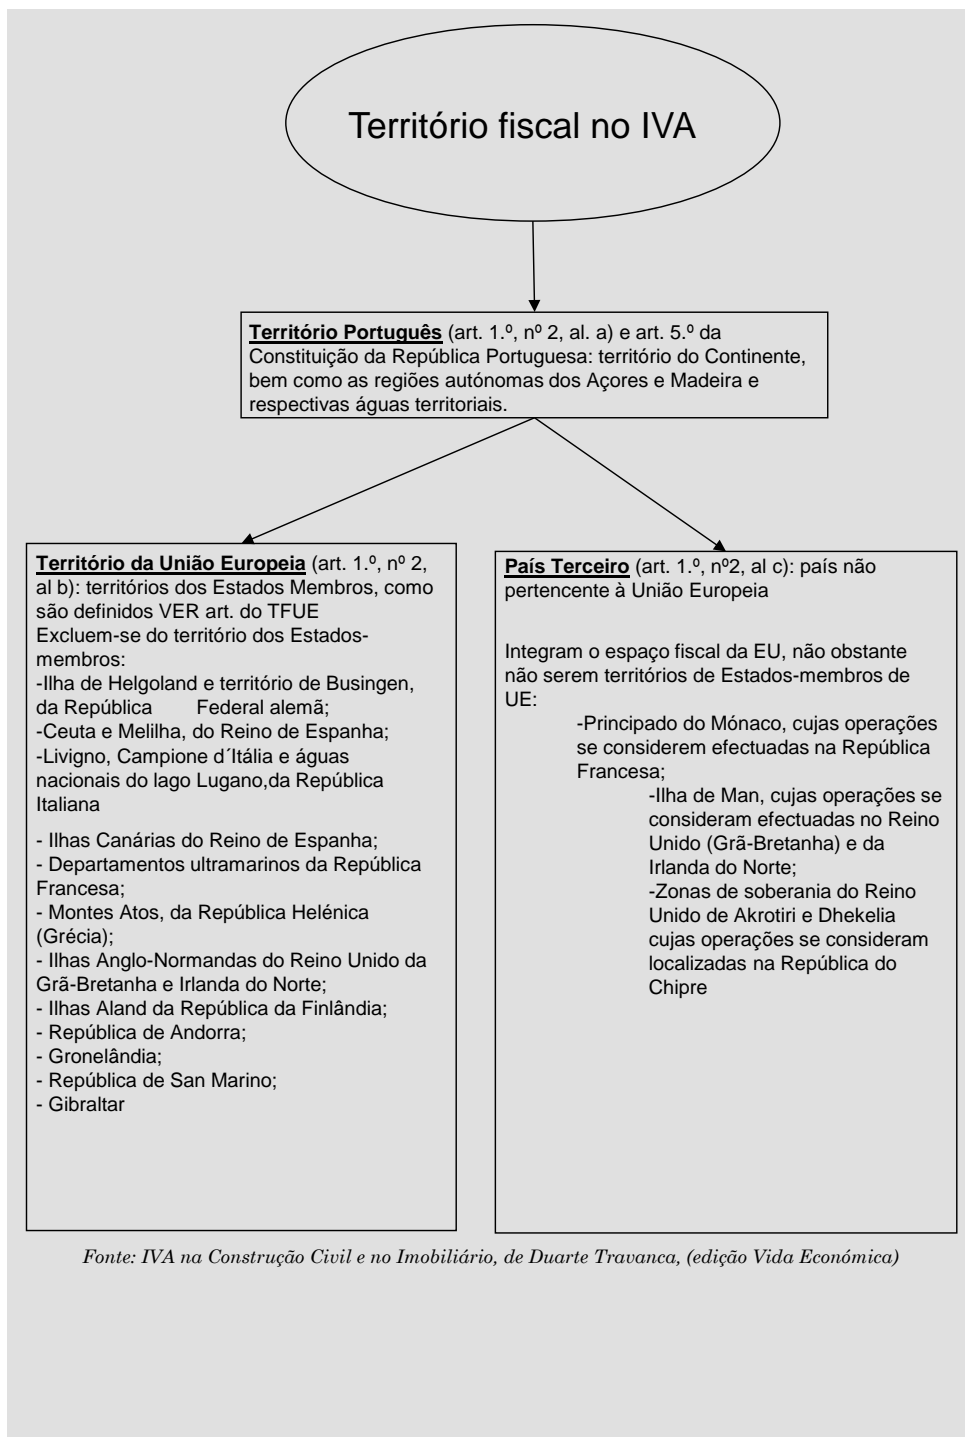 Território fiscal no IVA
Território Português (art. 1.º, nº 2, al. a) e art. 5.º da
Constituição da República Portuguesa: território do Continente,
bem como as regiões autónomas dos Açores e Madeira e
respectivas águas territoriais.
Território da União Europeia (art. 1.º, nº 2,
al b): territórios dos Estados Membros, como
são definidos VER art. do TFUE
Excluem-se do território dos Estados-
membros:
-Ilha de Helgoland e território de Busingen,
da República Federal alemã;
-Ceuta e Melilha, do Reino de Espanha;
-Livigno, Campione d´Itália e águas
nacionais do lago Lugano,da República
Italiana
- Ilhas Canárias do Reino de Espanha;
- Departamentos ultramarinos da República
Francesa;
- Montes Atos, da República Helénica
(Grécia);
- Ilhas Anglo-Normandas do Reino Unido da
Grã-Bretanha e Irlanda do Norte;
- Ilhas Aland da República da Finlândia;
- República de Andorra;
- Gronelândia;
- República de San Marino;
- Gibraltar
País Terceiro (art. 1.º, nº2, al c): país não
pertencente à União Europeia
Integram o espaço fiscal da EU, não obstante
não serem territórios de Estados-membros de
UE:
-Principado do Mónaco, cujas operações
se considerem efectuadas na República
Francesa;
-Ilha de Man, cujas operações se
consideram efectuadas no Reino
Unido (Grã-Bretanha) e da
Irlanda do Norte;
-Zonas de soberania do Reino
Unido de Akrotiri e Dhekelia
cujas operações se consideram
localizadas na República do
Chipre
Fonte: IVA na Construção Civil e no Imobiliário, de Duarte Travanca, (edição Vida Económica)